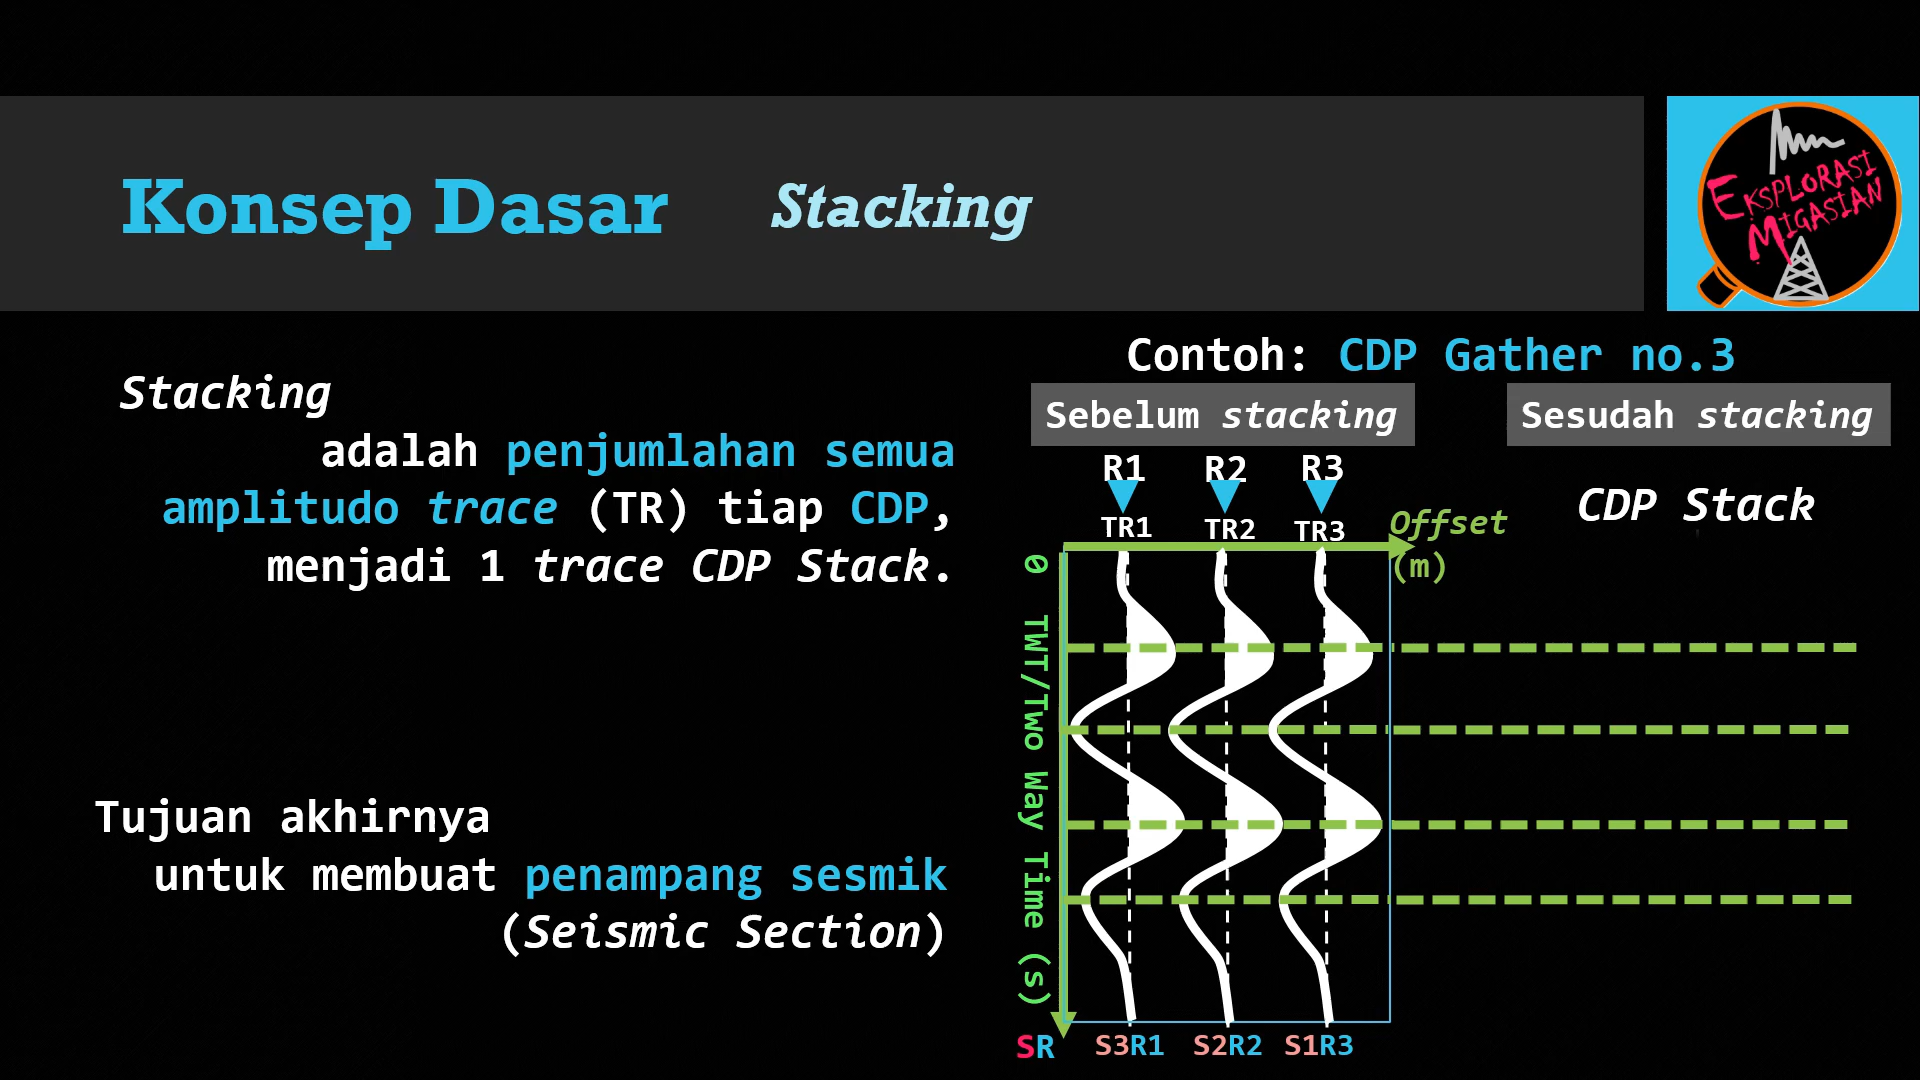 Konsep Dasar
Stacking
EKSPLORASI
MIGASIAN
Stacking
adalah penjumlahan semua
amplitudo trace (TR) tiap CDP,
menjadi 1 trace CDP Stack.
Tujuan akhirnya
untuk membuat penampang sesmik
(Seismic Section)
Contoh: CDP Gather no.3
Sebelum stacking
Sesudah stacking
R1 R2 R3
TR1 TR2 TR3
Offset
(m)
CDP Stack
0 TWT/Two Way Time (s)
SR S3R1 S2R2 S1R3